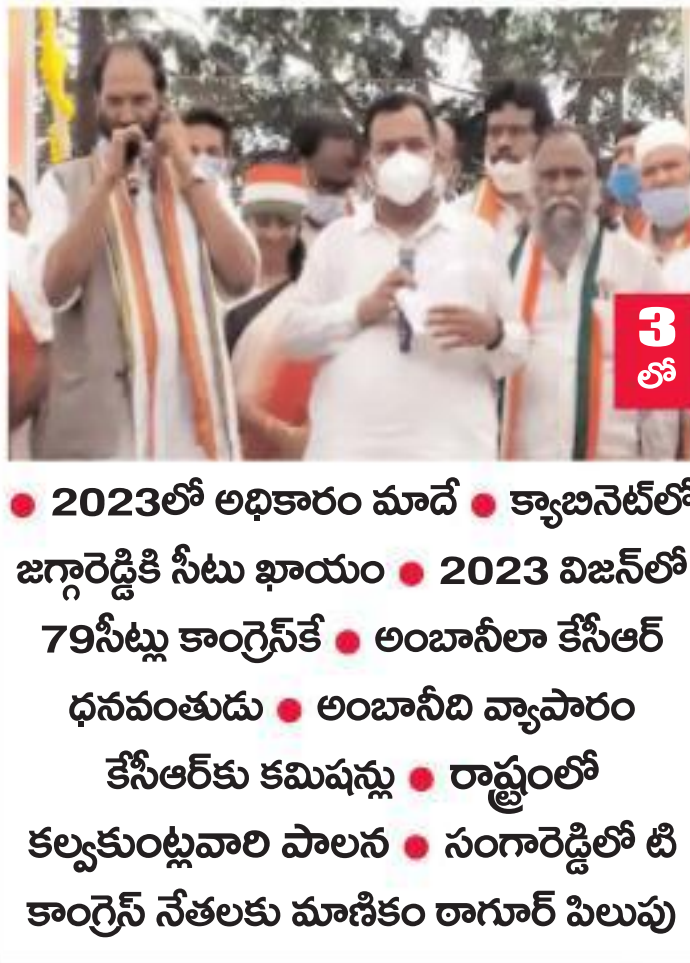 3
లో
• 2023లో అధికారం మాదే • క్యాబినెట్‌లో
జగ్గారెడ్డికి సీటు ఖాయం • 2023 విజన్‌లో
79సీట్లు కాంగ్రెస్‌కే • అంబానీలా కేసీఆర్
ధనవంతుడు • అంబానీది వ్యాపారం
కేసీఆర్‌కు కమిషన్లు • రాష్ట్రంలో
కల్వకుంట్లవారి పాలన • సంగారెడ్డిలో టి
కాంగ్రెస్ నేతలకు మాణికం ఠాగూర్ పిలుపు